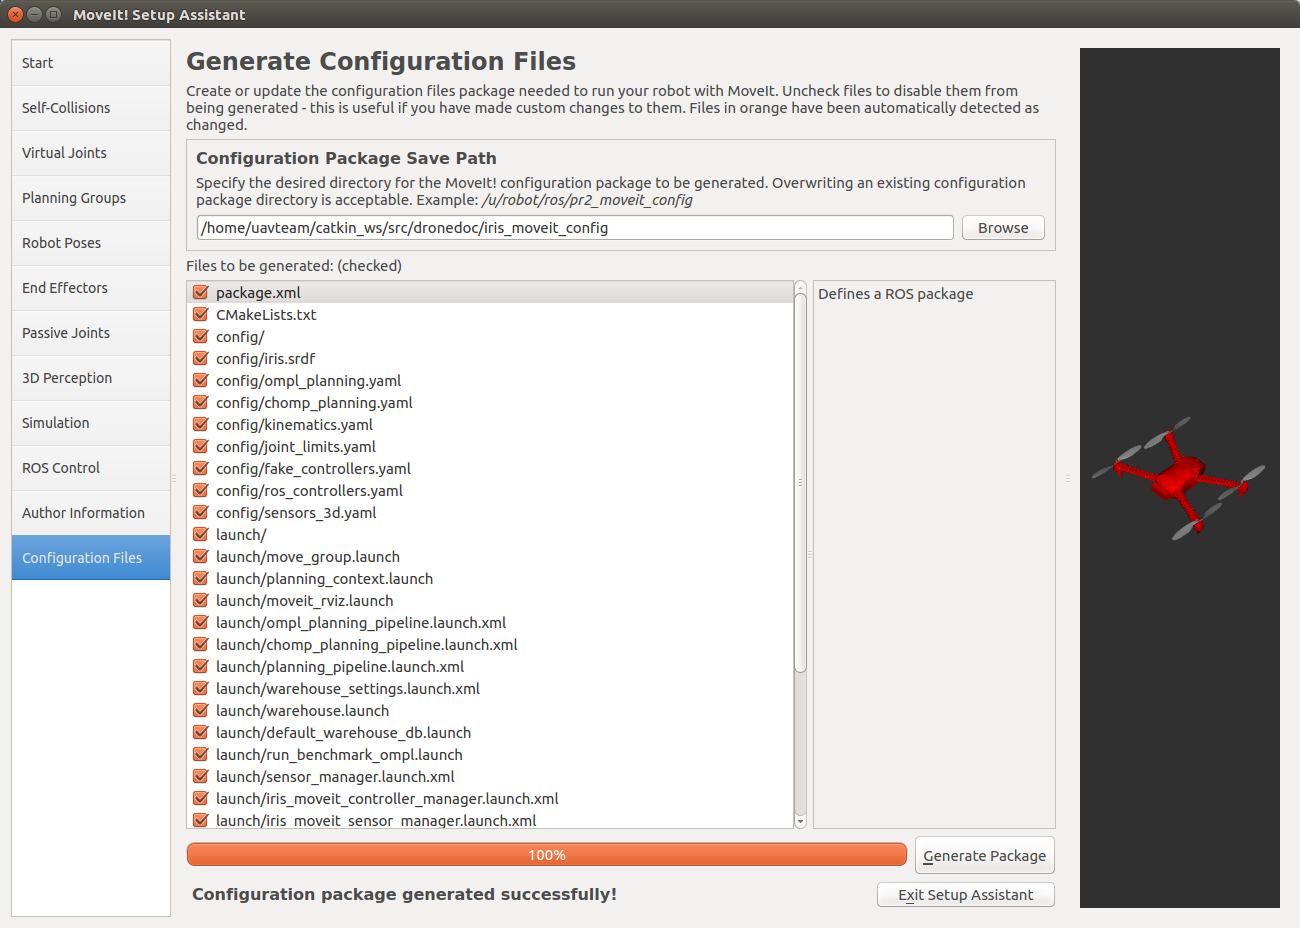 MoveIt! Setup Assistant
Start
Self-Collisions
Virtual Joints
Planning Groups
Robot Poses
End Effectors
Passive Joints
3D Perception
Simulation
ROS Control
Author Information
Configuration Files
Generate Configuration Files
Create or update the configuration files package needed to run your robot with MoveIt. Uncheck files to disable them from
being generated - this is useful if you have made custom changes to them. Files in orange have been automatically detected as
changed.
Configuration Package Save Path
Specify the desired directory for the MoveIt! configuration package to be generated. Overwriting an existing configuration
package directory is acceptable. Example: /u/robot/ros/pr2_moveit_config
/home/uavteam/catkin_ws/src/dronedoc/iris_moveit_config
Browse
Files to be generated: (checked)
package.xml
CMakeLists.txt
config/
config/iris.srdf
config/ompl_planning.yaml
config/chomp_planning.yaml
config/kinematics.yaml
config/joint_limits.yaml
config/fake_controllers.yaml
config/ros_controllers.yaml
config/sensors_3d.yaml
launch/
launch/move_group.launch
launch/planning_context.launch
launch/moveit_rviz.launch
launch/ompl_planning_pipeline.launch.xml
launch/chomp_planning_pipeline.launch.xml
launch/planning_pipeline.launch.xml
launch/warehouse_settings.launch.xml
launch/warehouse.launch
launch/default_warehouse_db.launch
launch/run_benchmark_ompl.launch
launch/sensor_manager.launch.xml
launch/iris_moveit_controller_manager.launch.xml
launch/iris_moveit_sensor_manager.launch.xml
Defines a ROS package
100%
Generate Package
Configuration package generated successfully!
Exit Setup Assistant